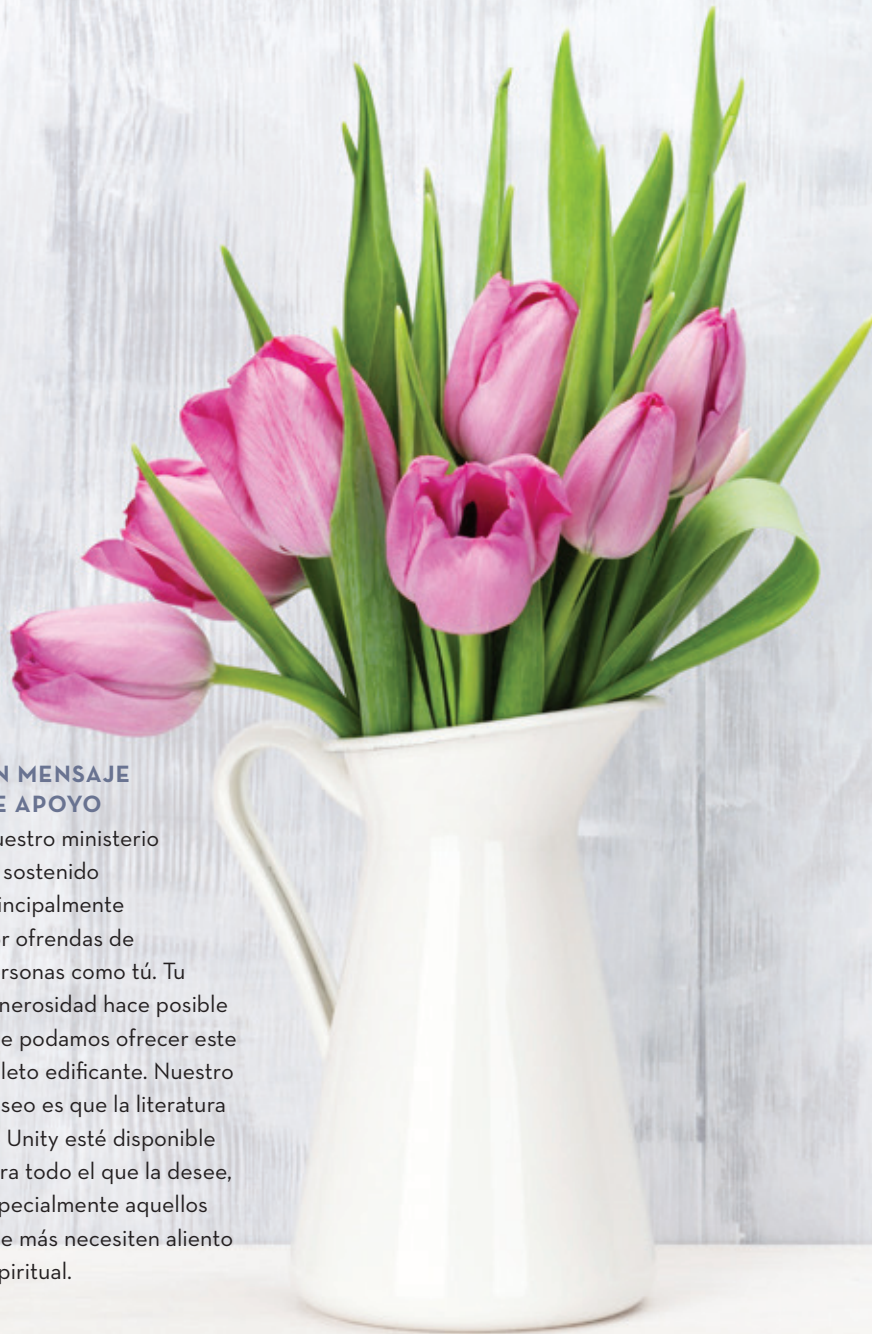 N MENSAJE
E APOYO
uestro ministerio
sostenido
incipalmente
r ofrendas de
rsonas como tú. Tu
nerosidad hace posible
e podamos ofrecer este
leto edificante. Nuestro
seo es que la literatura
Unity esté disponible
ra todo el que la desee,
pecialmente aquellos
e más necesiten aliento
piritual.